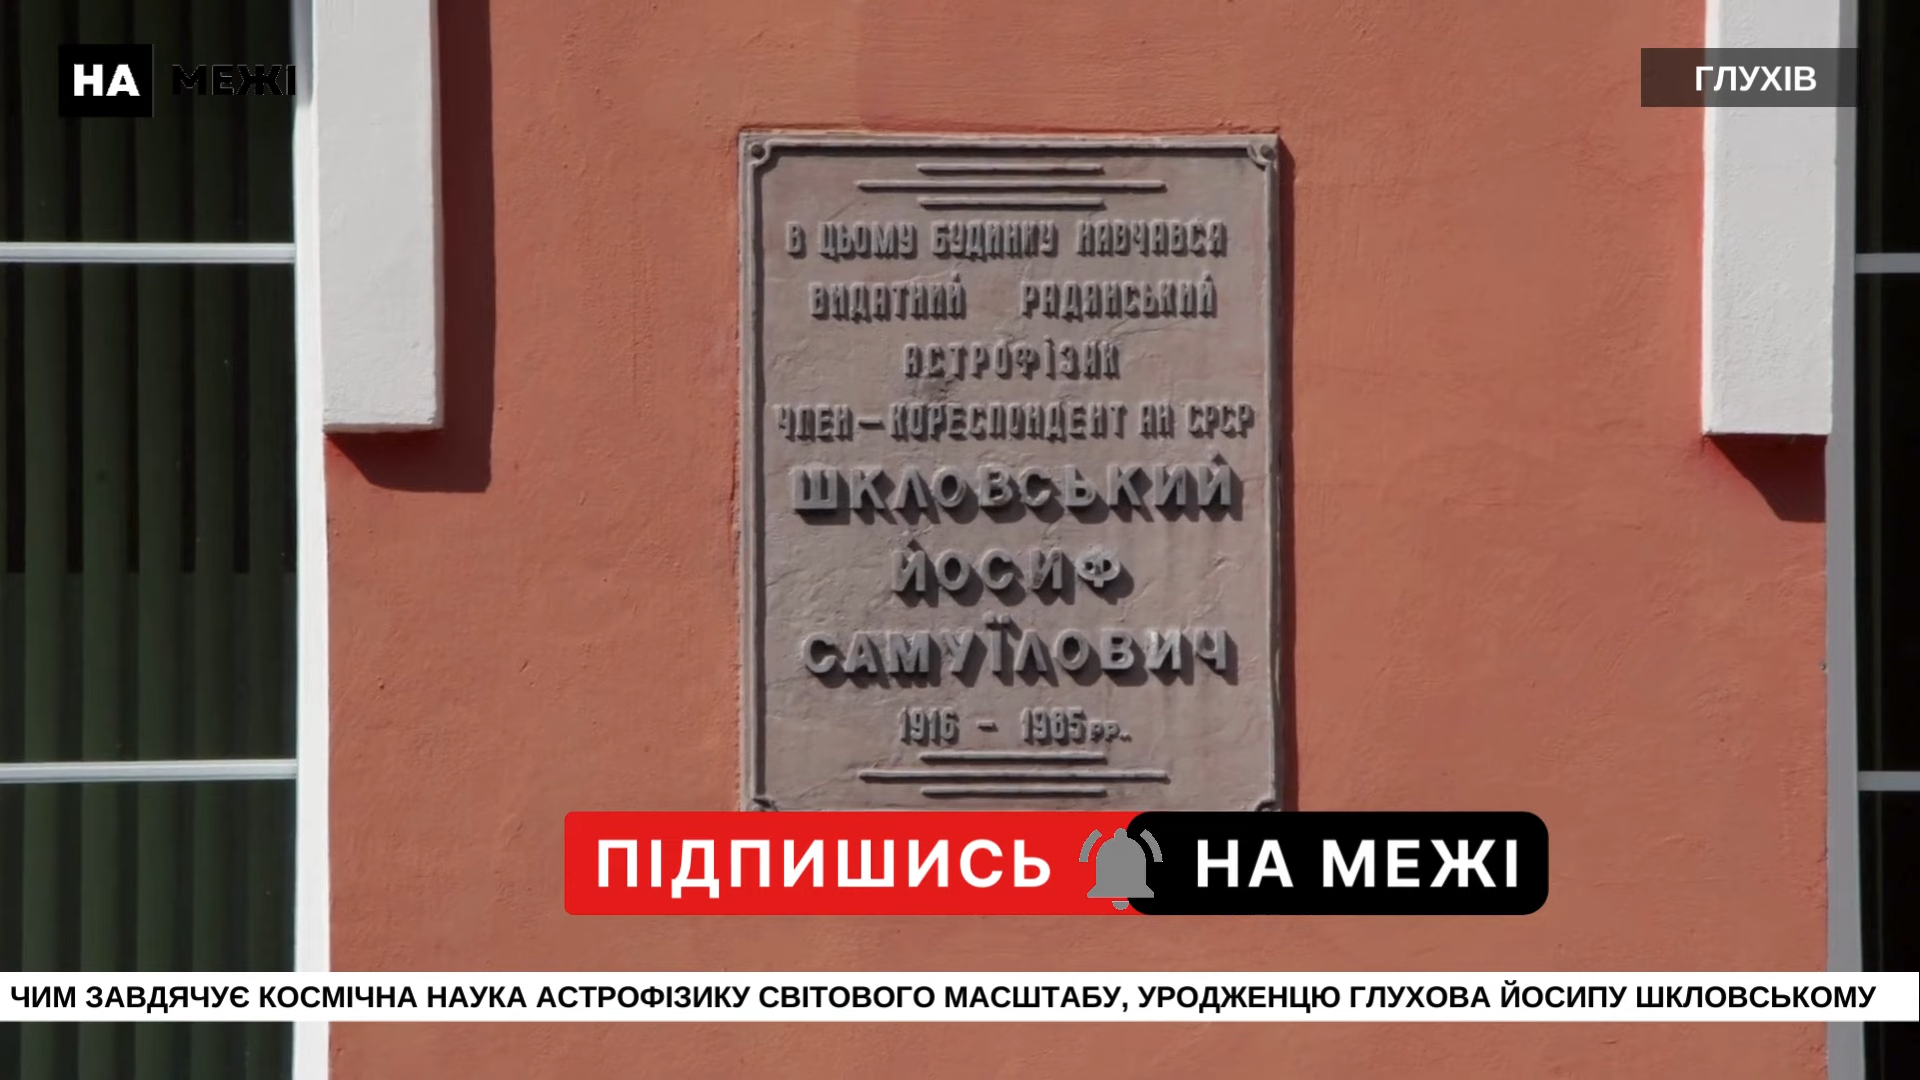 НА МЕЖІ
ГЛУХІВ
В ЦЬОМУ БУДИНКУ НАВЧАВСЯ
ВИДАТНИЙ РАДЯНСЬКИЙ
АСТРОФІЗИК
ЧЛЕН – КОРЕСПОНДЕНТ АН СРСР
ШКЛОВСЬКИЙ
ЙОСИФ
САМУЇЛОВИЧ
1916 – 1985 рр..
ПІДПИШИСЬ НА МЕЖІ
ЧИМ ЗАВДЯЧУЄ КОСМІЧНА НАУКА АСТРОФІЗИКУ СВІТОВОГО МАСШТАБУ, УРОДЖЕНЦЮ ГЛУХОВА ЙОСИПУ ШКЛОВСЬКОМУ